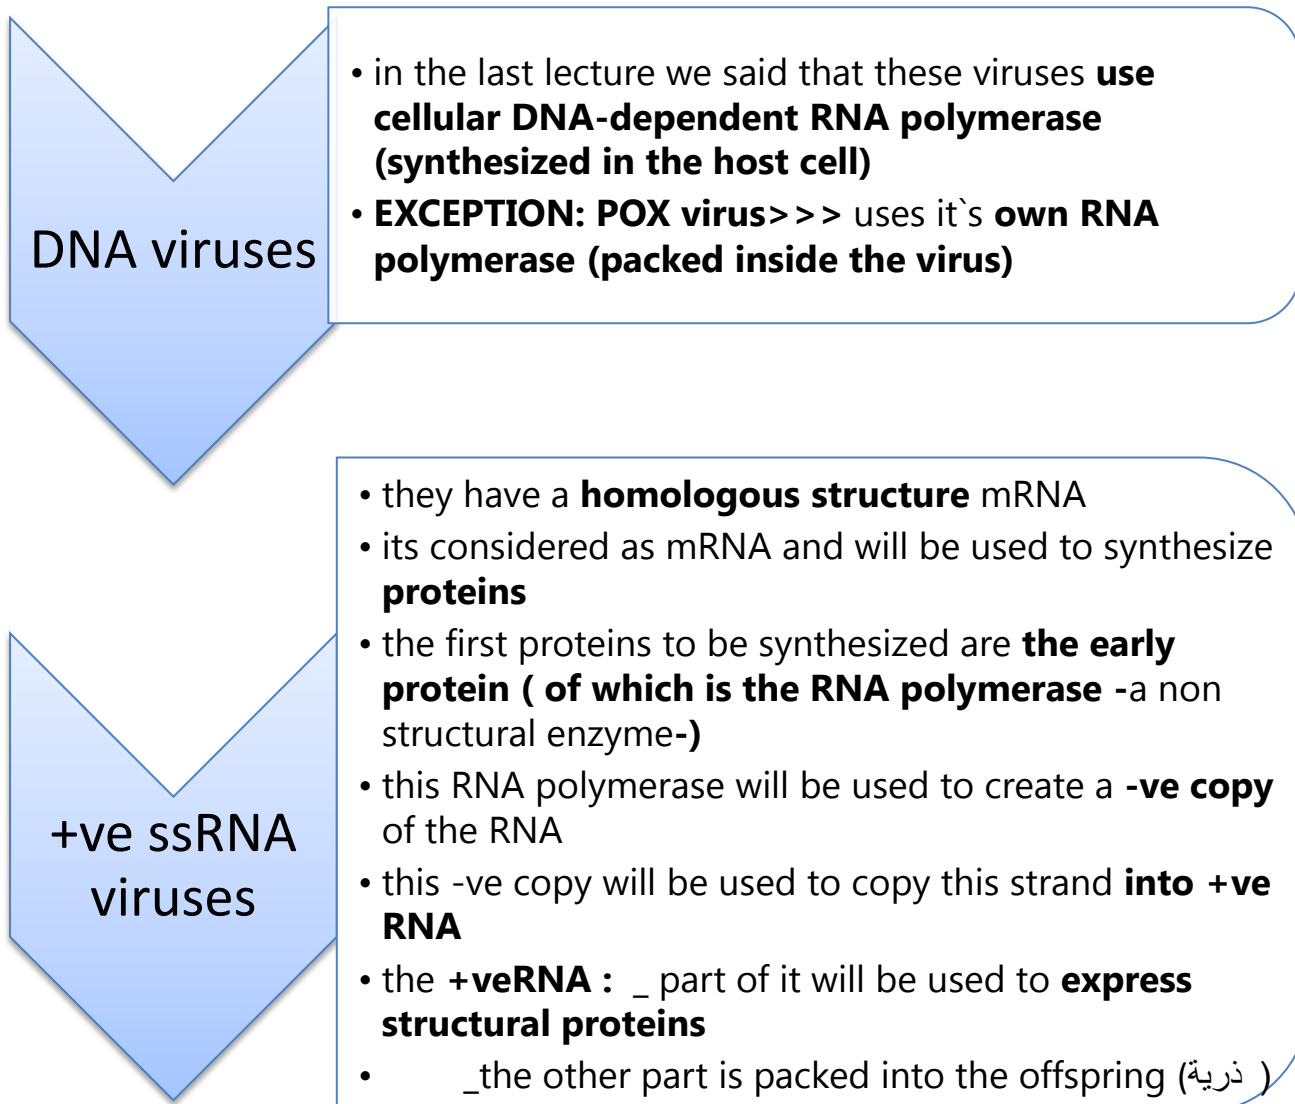 DNA viruses
• in the last lecture we said that these viruses use
cellular DNA-dependent RNA polymerase
(synthesized in the host cell)
• EXCEPTION: POX virus>>> uses it`s own RNA
polymerase (packed inside the virus)
+ve ssRNA
viruses
• they have a homologous structure mRNA
• its considered as mRNA and will be used to synthesize
proteins
• the first proteins to be synthesized are the early
protein ( of which is the RNA polymerase -a non
structural enzyme-)
• this RNA polymerase will be used to create a -ve copy
of the RNA
• this -ve copy will be used to copy this strand into +ve
RNA
• the +veRNA : _ part of it will be used to express
structural proteins
• _the other part is packed into the offspring (ذرية )